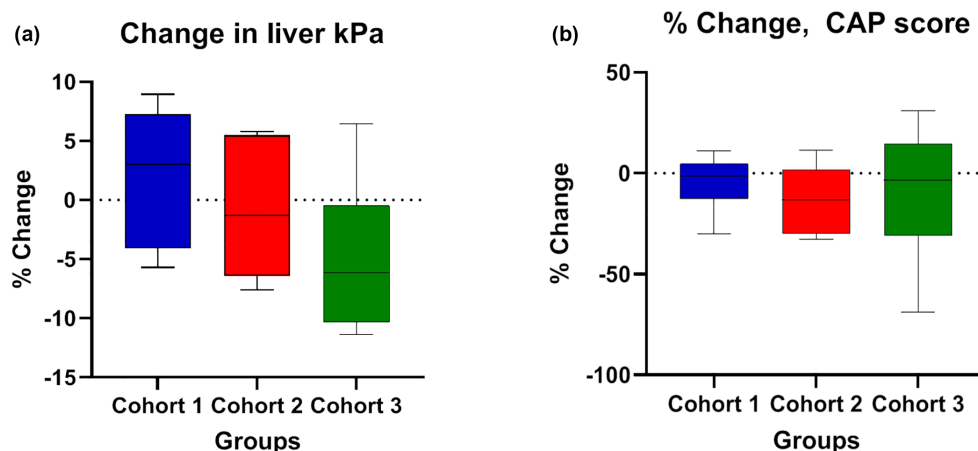 (a)
Change in liver kPa
% Change
10
5
0
-5
-10
-15
Cohort 1 Cohort 2 Cohort 3
Groups
(b)
% Change, CAP score
% Change
50
0
-50
-100
Cohort 1 Cohort 2 Cohort 3
Groups